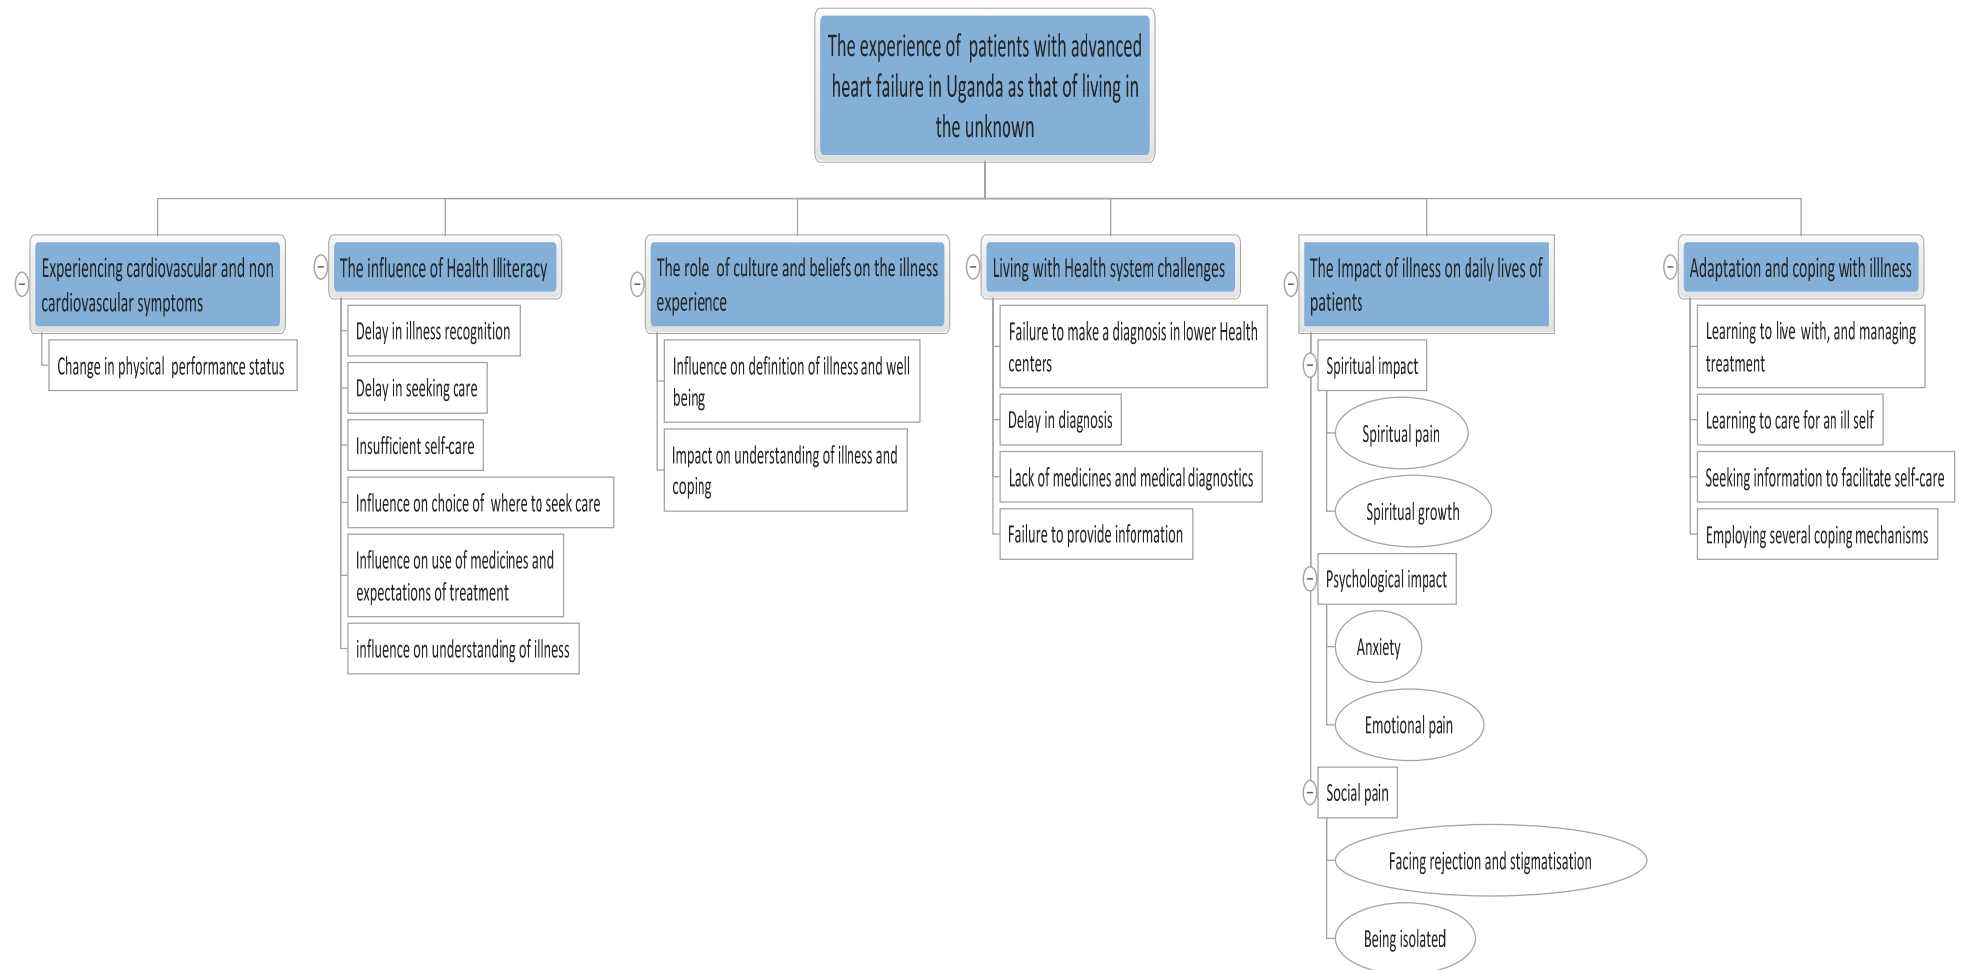 The experience of patients with advanced
heart failure in Uganda as that of living in
the unknown
Experiencing cardiovascular and non
cardiovascular symptoms
Change in physical performance status
The influence of Health Illiteracy
Delay in illness recognition
Delay in seeking care
Insufficient self-care
Influence on choice of where to seek care
Influence on use of medicines and
expectations of treatment
influence on understanding of illness
The role of culture and beliefs on the illness
experience
Influence on definition of illness and well
being
Impact on understanding of illness and
coping
Living with Health system challenges
Failure to make a diagnosis in lower Health
centers
Delay in diagnosis
Lack of medicines and medical diagnostics
Failure to provide information
The Impact of illness on daily lives of
patients
Spiritual impact
Spiritual pain
Spiritual growth
Psychological impact
Anxiety
Emotional pain
Social pain
Facing rejection and stigmatisation
Being isolated
Adaptation and coping with illlness
Learning to live with, and managing
treatment
Learning to care for an ill self
Seeking information to facilitate self-care
Employing several coping mechanisms